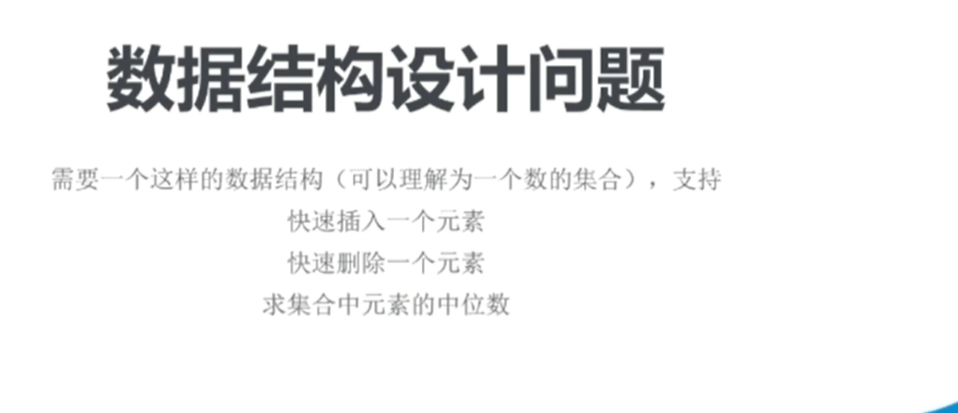 数据结构设计问题
需要一个这样的数据结构（可以理解为一个数的集合），支持
快速插入一个元素
快速删除一个元素
求集合中元素的中位数